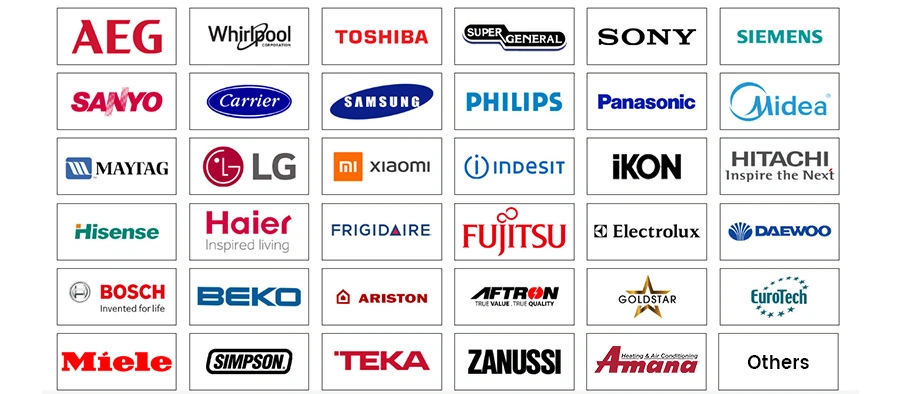 AEG
Whirlpool
CORPORATION
TOSHIBA
SUPER
GENERAL
SONY
SIEMENS
SANYO
Carrier
SAMSUNG
PHILIPS
Panasonic
Midea
MAYTAG
LG
mi xiaomi
indesit
iKON
HITACHI
Inspire the Next
Hisense
Haier
Inspired living
FRIGIDAIRE
FUJITSU
Electrolux
DAEWOO
BOSCH
Invented for life
BEKO
ARISTON
AFTRON
TRUE VALUE . TRUE QUALITY
GOLDSTAR
EuroTech
Miele
SIMPSON.
TEKA
ZANUSSI
Heating & Air Conditioning
Amana
Others